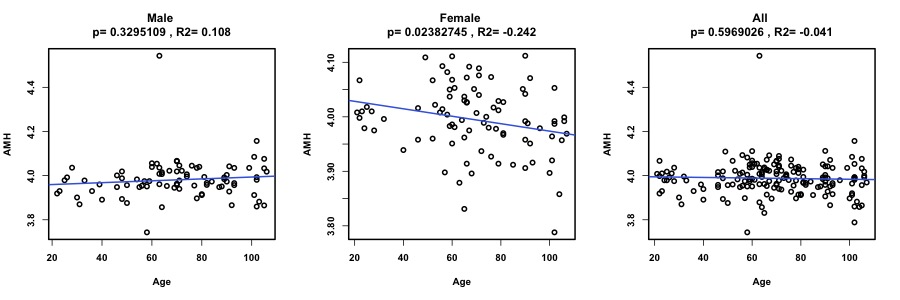 Male
p= 0.3295109 , R2= 0.108
AMH
4.4
4.2
4.0
3.8
20 40 60 80 100
Age
Female
p= 0.02382745 , R2= -0.242
AMH
4.10
4.00
3.90
3.80
20 40 60 80 100
Age
All
p= 0.5969026 , R2= -0.041
AMH
4.4
4.2
4.0
3.8
20 40 60 80 100
Age